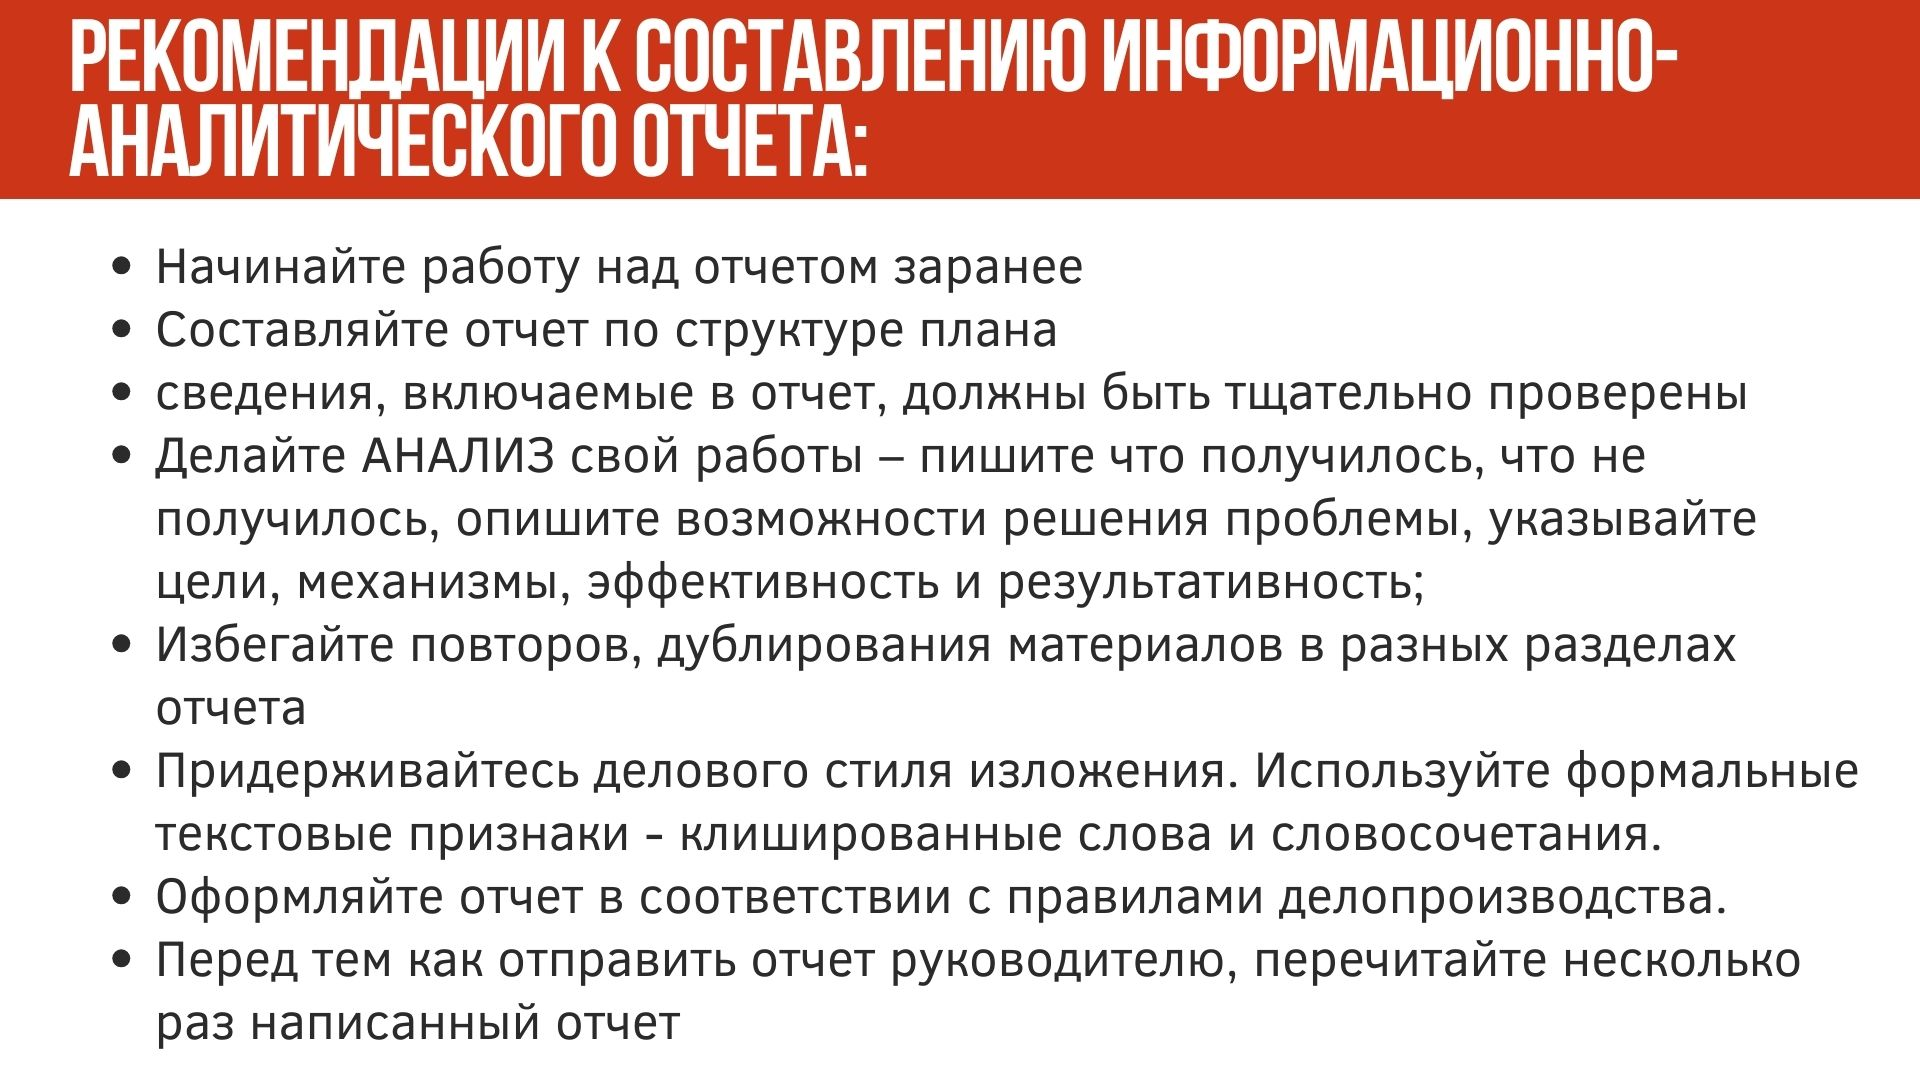 РЕКОМЕНДАЦИИ К СОСТАВЛЕНИЮ ИНФОРМАЦИОННО-
АНАЛИТИЧЕСКОГО ОТЧЕТА:
• Начинайте работу над отчетом заранее
• Составляйте отчет по структуре плана
• сведения, включаемые в отчет, должны быть тщательно проверены
• Делайте АНАЛИЗ свой работы – пишите что получилось, что не
получилось, опишите возможности решения проблемы, указывайте
цели, механизмы, эффективность и результативность;
• Избегайте повторов, дублирования материалов в разных разделах
отчета
• Придерживайтесь делового стиля изложения. Используйте формальные
текстовые признаки - клишированные слова и словосочетания.
• Оформляйте отчет в соответствии с правилами делопроизводства.
• Перед тем как отправить отчет руководителю, перечитайте несколько
раз написанный отчет